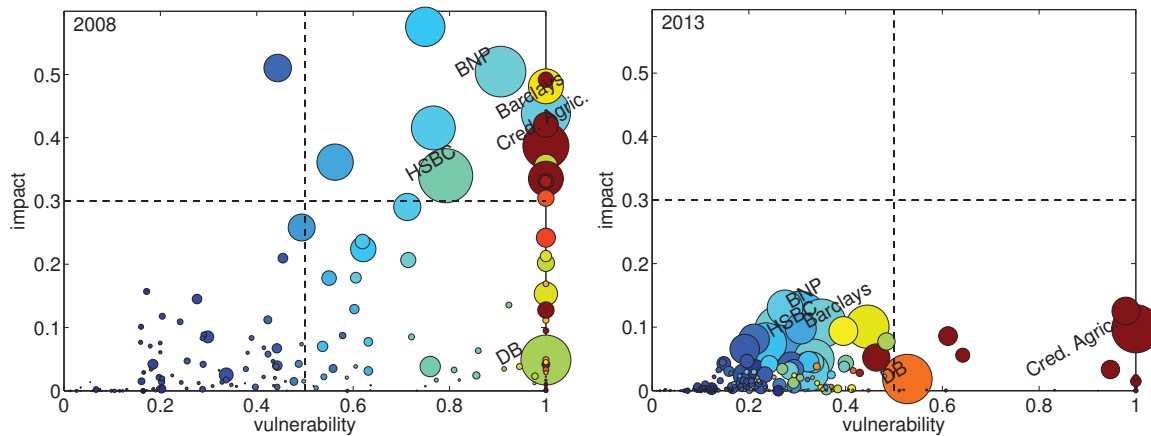 2008
impact
0.5
0.4
0.3
0.2
0.1
0
BNP
Barclays
Cred. Agric.
HSBC
DB
0 0.2 0.4 0.6 0.8 1
vulnerability
2013
impact
0.5
0.4
0.3
0.2
0.1
0
BNP
Barclays
HSBC
DB
Cred. Agric.
0.2 0.4 0.6 0.8 1
vulnerability